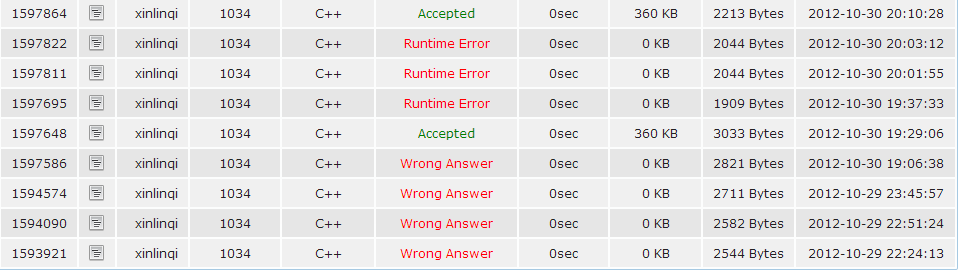 1597864 xinlinqi 1034 C++ Accepted 0sec 360 KB 2213 Bytes 2012-10-30 20:10:28
1597822 xinlinqi 1034 C++ Runtime Error 0sec 0 KB 2044 Bytes 2012-10-30 20:03:12
1597811 xinlinqi 1034 C++ Runtime Error 0sec 0 KB 2044 Bytes 2012-10-30 20:01:55
1597695 xinlinqi 1034 C++ Runtime Error 0sec 0 KB 1909 Bytes 2012-10-30 19:37:33
1597648 xinlinqi 1034 C++ Accepted 0sec 360 KB 3033 Bytes 2012-10-30 19:29:06
1597586 xinlinqi 1034 C++ Wrong Answer 0sec 0 KB 2821 Bytes 2012-10-30 19:06:38
1594574 xinlinqi 1034 C++ Wrong Answer 0sec 0 KB 2711 Bytes 2012-10-29 23:45:57
1594090 xinlinqi 1034 C++ Wrong Answer 0sec 0 KB 2582 Bytes 2012-10-29 22:51:24
1593921 xinlinqi 1034 C++ Wrong Answer 0sec 0 KB 2544 Bytes 2012-10-29 22:24:13